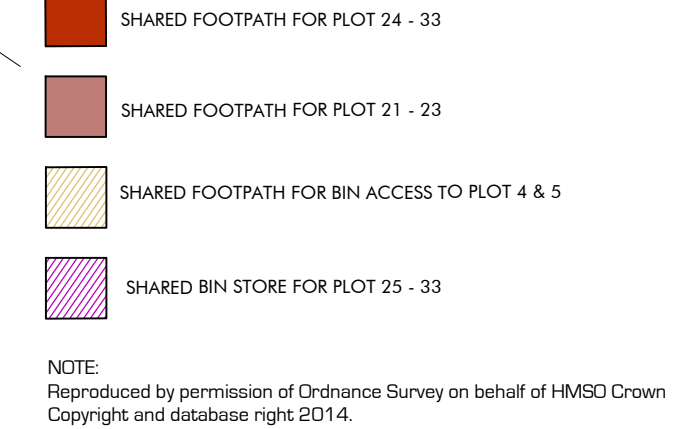 SHARED FOOTPATH FOR PLOT 24 - 33
SHARED FOOTPATH FOR PLOT 21 - 23
SHARED FOOTPATH FOR BIN ACCESS TO PLOT 4 & 5
SHARED BIN STORE FOR PLOT 25 - 33
NOTE:
Reproduced by permission of Ordnance Survey on behalf of HMSO Crown
Copyright and database right 2014.